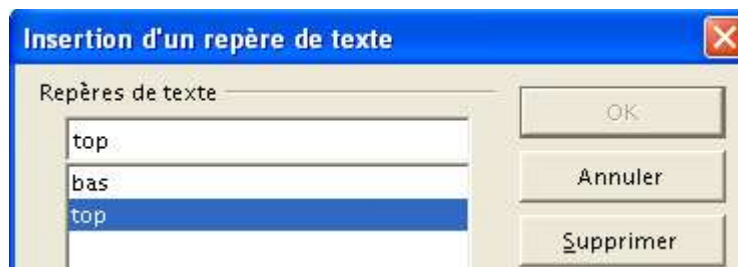 Insertion d'un repère de texte
Repères de texte
top
bas
top
OK
Annuler
Supprimer